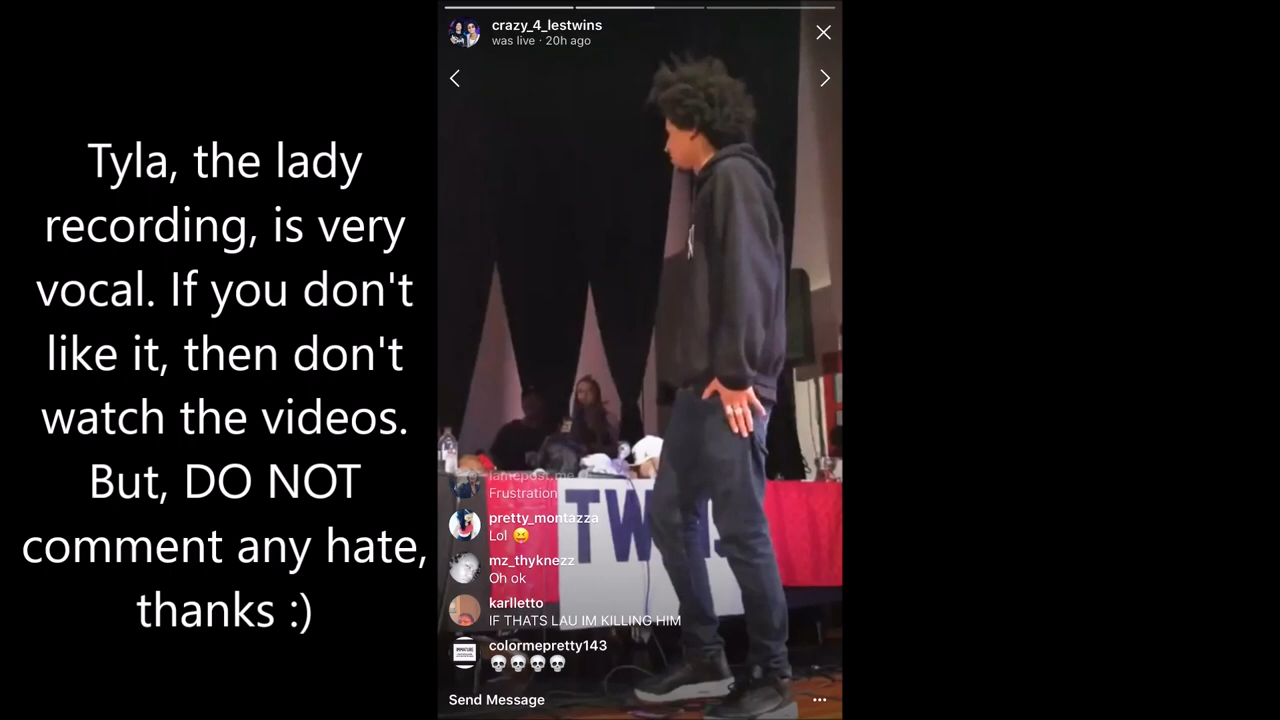 Tyla, the lady
recording, is very
vocal. If you don't
like it, then don't
watch the videos.
But, DO NOT
comment any hate,
thanks :)
crazy_4_lestwins
was live · 20h ago
iamepost.me
Frustration
pretty_montazza
Lol 😝
mz_thyknezz
Oh ok
karlletto
IF THATS LAU IM KILLING HIM
colormepretty143
💀💀💀💀
Send Message